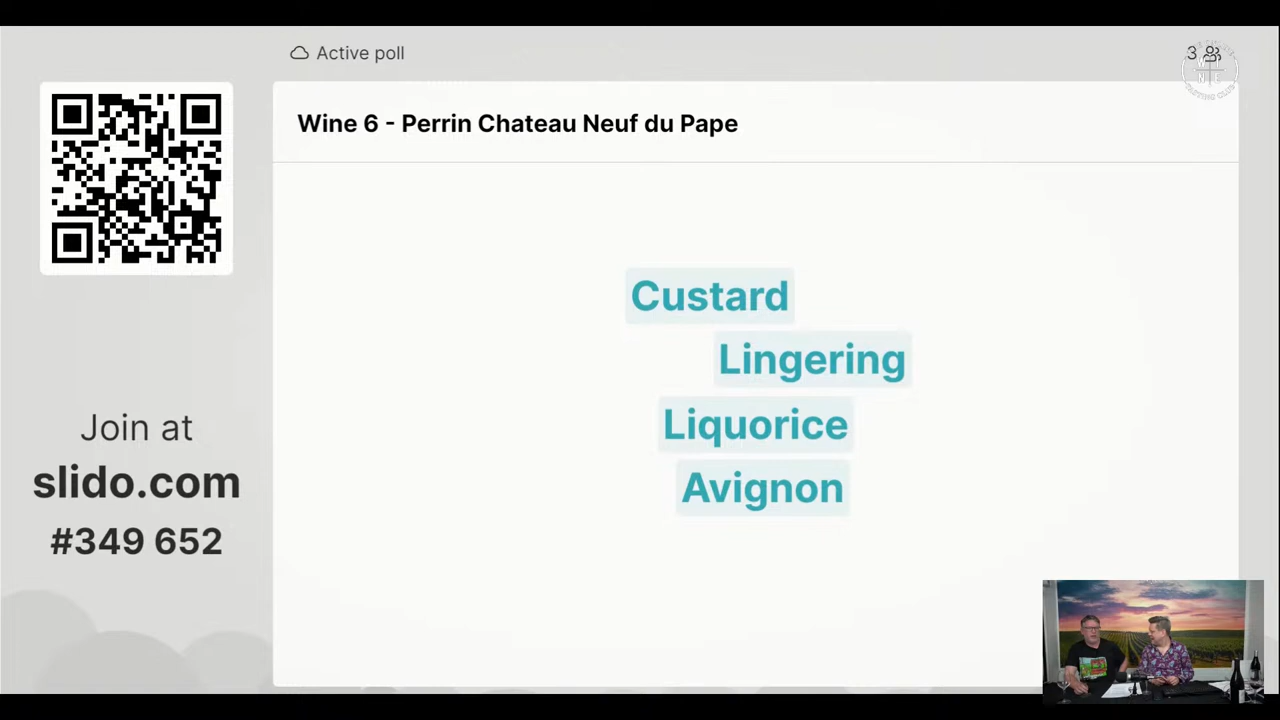 Active poll
3
Wine 6 - Perrin Chateau Neuf du Pape
Custard
Lingering
Liquorice
Avignon
Join at
slido.com
#349 652